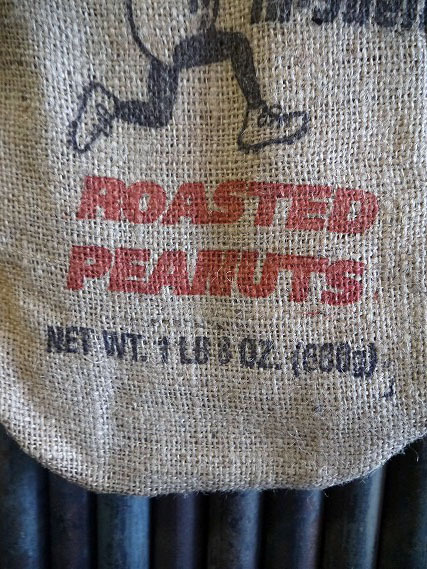 ROASTED
PEANUTS
NET WT. 1 LB 8 OZ. (680g)